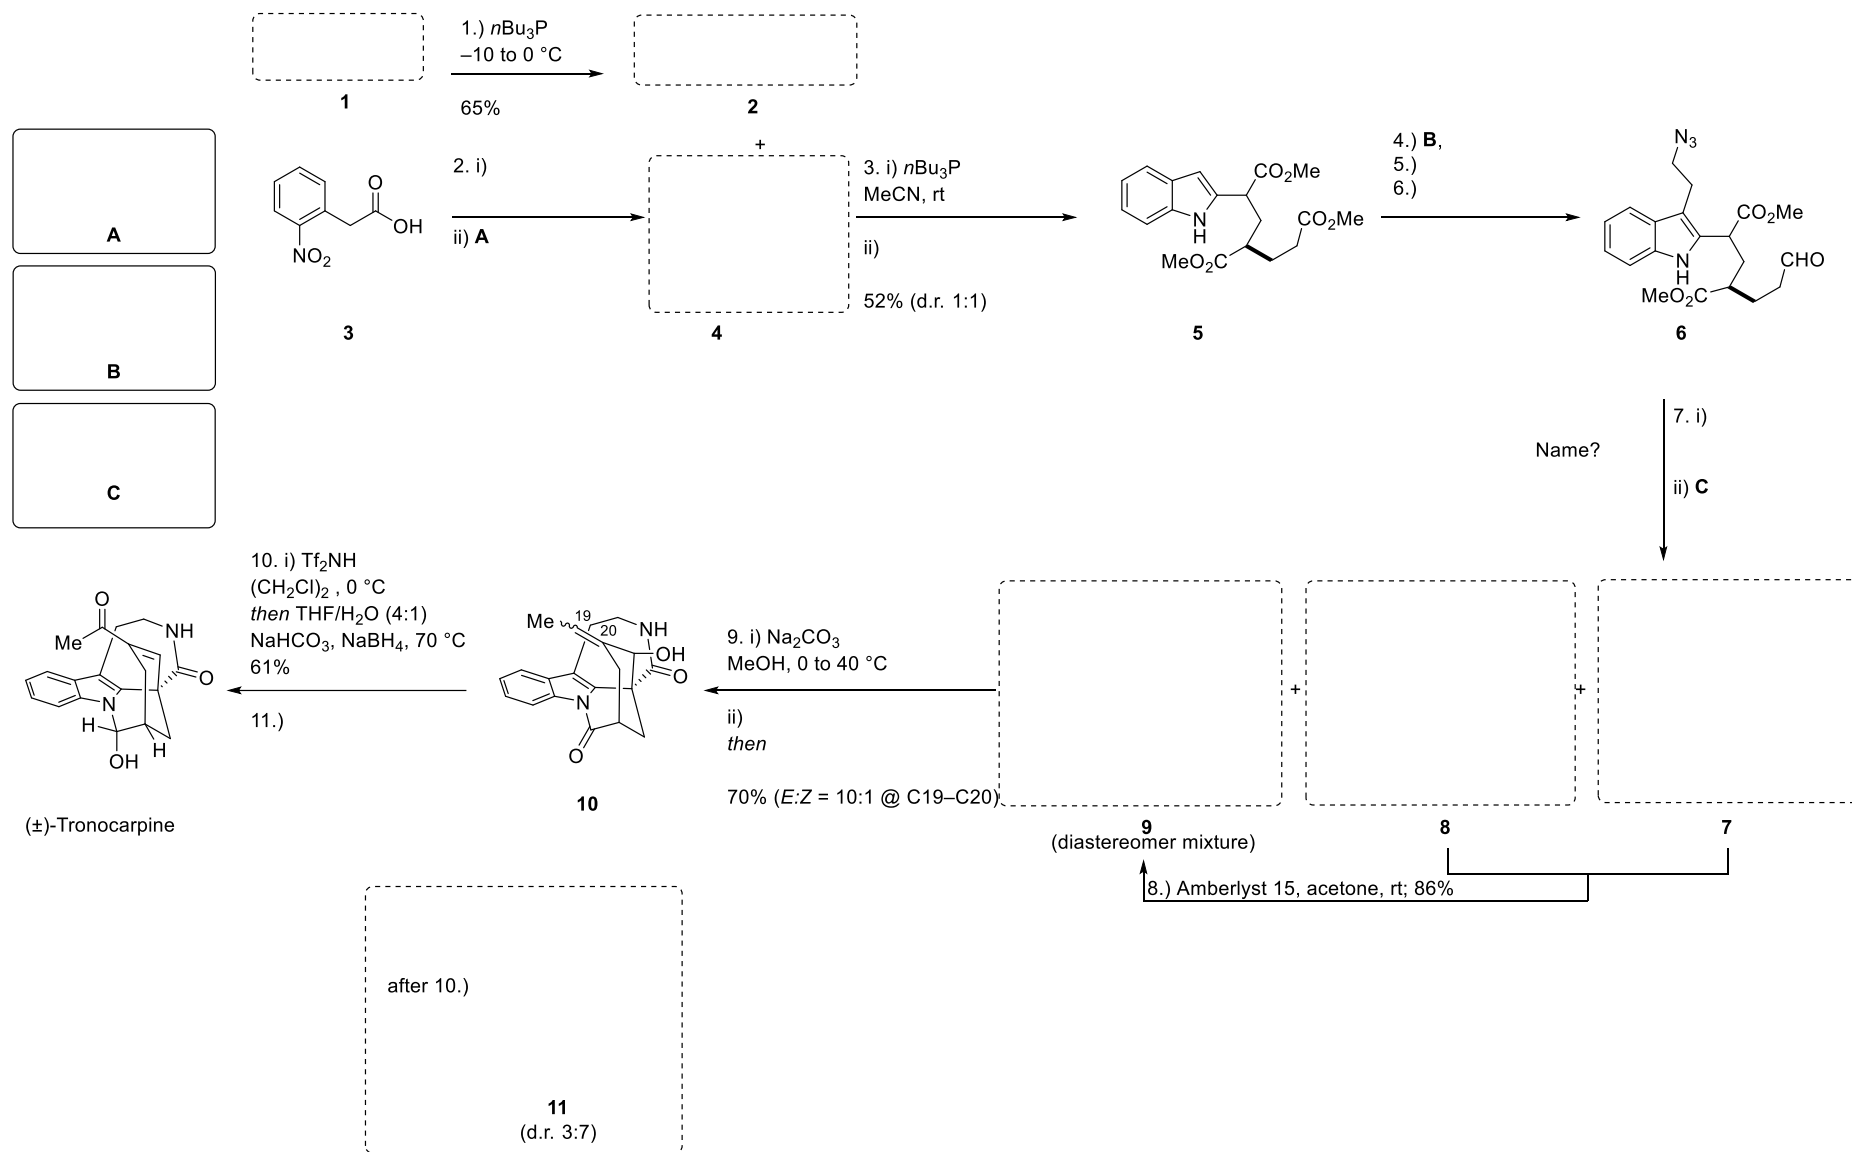 1.) nBu3P
–10 to 0 °C
65%
1
2
+
A
B
C
2. i)
ii) A
O
OH
NO2
3
4
3. i) nBu3P
MeCN, rt
ii)
52% (d.r. 1:1)
CO2Me
N
H
CO2Me
MeO2C
5
4.) B,
5.)
6.)
N3
CO2Me
N
H
CHO
MeO2C
6
Name?
7. i)
ii) C
7
8
9
(diastereomer mixture)
+
+
8.) Amberlyst 15, acetone, rt; 86%
9. i) Na2CO3
MeOH, 0 to 40 °C
ii)
then
70% (E:Z = 10:1 @ C19–C20)
Me
19
20
NH
OH
O
N
O
10
10. i) Tf2NH
(CH2Cl)2 , 0 °C
then THF/H2O (4:1)
NaHCO3, NaBH4, 70 °C
61%
11.)
O
Me
NH
O
N
H
H
OH
(±)-Tronocarpine
after 10.)
11
(d.r. 3:7)